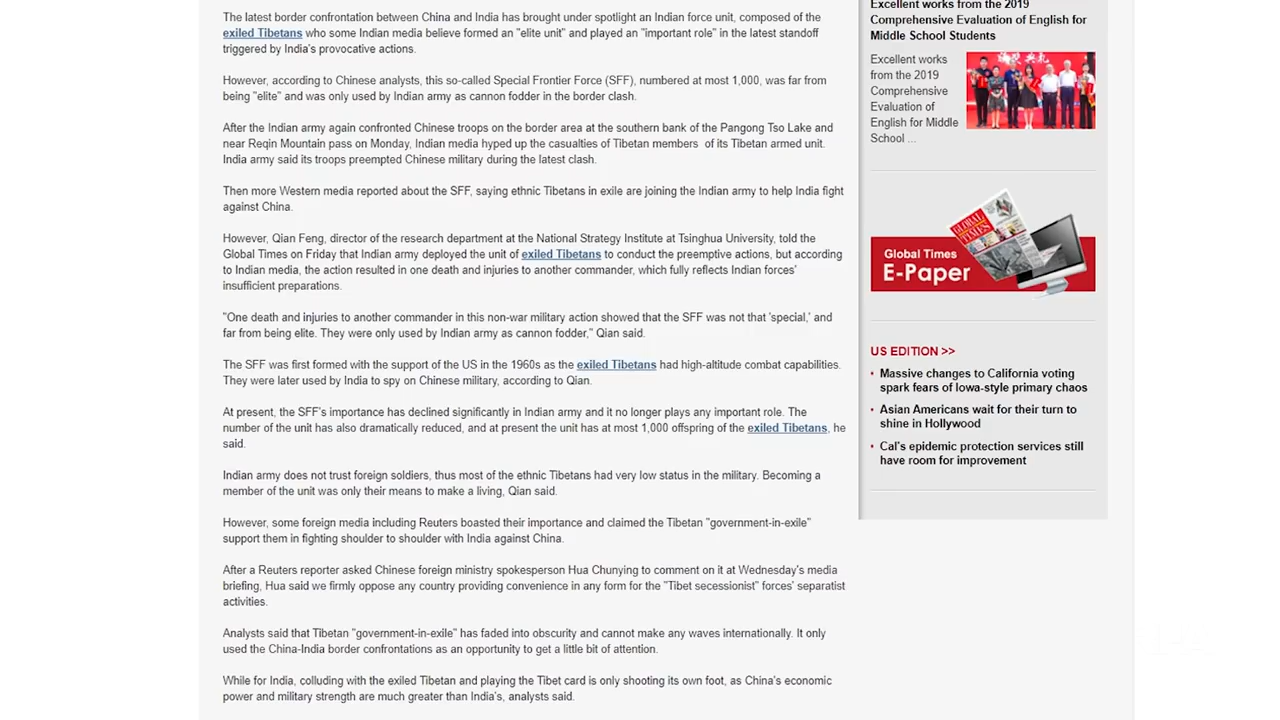 The latest border confrontation between China and India has brought under spotlight an Indian force unit, composed of the
exiled Tibetans who some Indian media believe formed an "elite unit" and played an "important role" in the latest standoff
triggered by India's provocative actions.
However, according to Chinese analysts, this so-called Special Frontier Force (SFF), numbered at most 1,000, was far from
being "elite" and was only used by Indian army as cannon fodder in the border clash.
After the Indian army again confronted Chinese troops on the border area at the southern bank of the Pangong Tso Lake and
near Reqin Mountain pass on Monday, Indian media hyped up the casualties of Tibetan members of its Tibetan armed unit.
India army said its troops preempted Chinese military during the latest clash.
Then more Western media reported about the SFF, saying ethnic Tibetans in exile are joining the Indian army to help India fight
against China.
However, Qian Feng, director of the research department at the National Strategy Institute at Tsinghua University, told the
Global Times on Friday that Indian army deployed the unit of exiled Tibetans to conduct the preemptive actions, but according
to Indian media, the action resulted in one death and injuries to another commander, which fully reflects Indian forces'
insufficient preparations.
"One death and injuries to another commander in this non-war military action showed that the SFF was not that 'special,' and
far from being elite. They were only used by Indian army as cannon fodder," Qian said.
The SFF was first formed with the support of the US in the 1960s as the exiled Tibetans had high-altitude combat capabilities.
They were later used by India to spy on Chinese military, according to Qian.
At present, the SFF's importance has declined significantly in Indian army and it no longer plays any important role. The
number of the unit has also dramatically reduced, and at present the unit has at most 1,000 offspring of the exiled Tibetans, he
said.
Indian army does not trust foreign soldiers, thus most of the ethnic Tibetans had very low status in the military. Becoming a
member of the unit was only their means to make a living, Qian said.
However, some foreign media including Reuters boasted their importance and claimed the Tibetan "government-in-exile"
support them in fighting shoulder to shoulder with India against China.
After a Reuters reporter asked Chinese foreign ministry spokesperson Hua Chunying to comment on it at Wednesday's media
briefing, Hua said we firmly oppose any country providing convenience in any form for the "Tibet secessionist" forces' separatist
activities.
Analysts said that Tibetan "government-in-exile" has faded into obscurity and cannot make any waves internationally. It only
used the China-India border confrontations as an opportunity to get a little bit of attention.
While for India, colluding with the exiled Tibetan and playing the Tibet card is only shooting its own foot, as China's economic
power and military strength are much greater than India's, analysts said.
Excellent works from the 2019
Comprehensive Evaluation of English for
Middle School Students
Excellent works
from the 2019
Comprehensive
Evaluation of
English for Middle
School ...
GLOBAL
TIMES
Global Times
E-Paper
US EDITION >>
• Massive changes to California voting
spark fears of Iowa-style primary chaos
• Asian Americans wait for their turn to
shine in Hollywood
• Cal's epidemic protection services still
have room for improvement